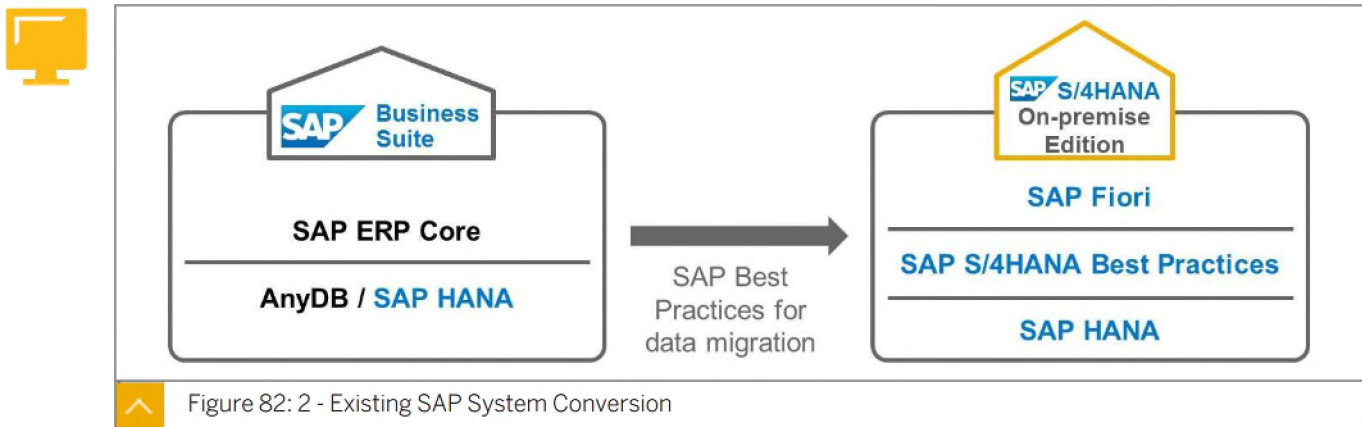 SAP Business
Suite
SAP ERP Core
AnyDB / SAP HANA
SAP Best
Practices for
data migration
SAP S/4HANA
On-premise
Edition
SAP Fiori
SAP S/4HANA Best Practices
SAP HANA
Figure 82: 2 - Existing SAP System Conversion